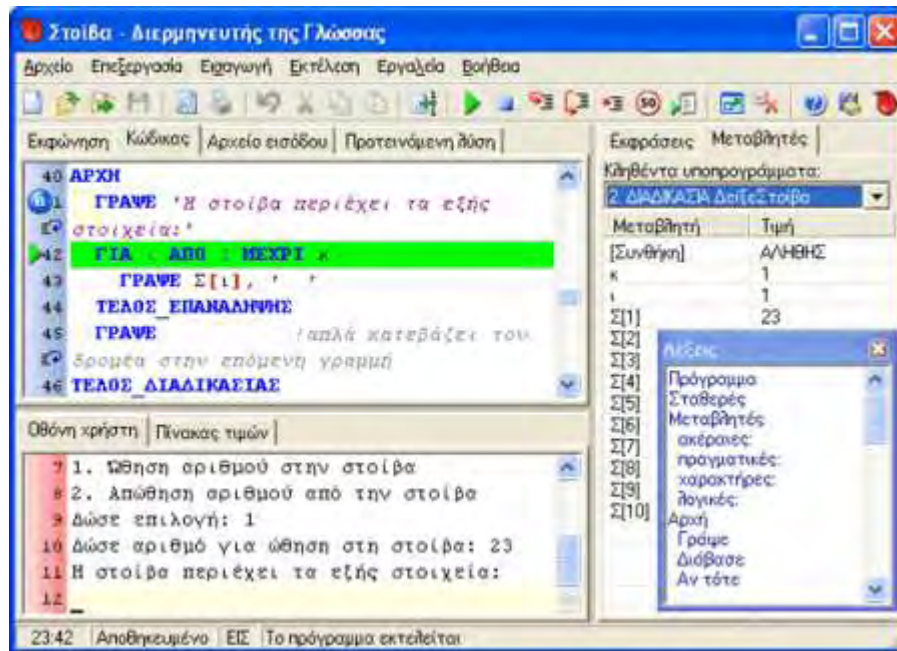 Στοίβα - Διερμηνευτής της Γλώσσας
Αρχείο Επεξεργασία Εισαγωγή Εκτέλεση Εργαλεία Βοήθεια
50
Εκφώνηση Κώδικας Αρχείο εισόδου Προτεινόμενη λύση
40 ΑΡΧΗ
ΓΡΑΨΕ 'Η στοίβα περιέχει τα εξής
στοιχεία:'
42 ΓΙΑ ι ΑΠΟ 1 ΜΕΧΡΙ κ
43 ΓΡΑΨΕ Σ[ι], ' '
44 ΤΕΛΟΣ_ΕΠΑΝΑΛΗΨΗΣ
45 ΓΡΑΨΕ !απλά κατεβάζει τον
δρομέα στην επόμενη γραμμή
46 ΤΕΛΟΣ_ΔΙΑΔΙΚΑΣΙΑΣ
Οθόνη χρήστη Πίνακας τιμών
7 1. Ώθηση αριθμού στην στοίβα
8 2. Απώθηση αριθμού από την στοίβα
9 Δώσε επιλογή: 1
10 Δώσε αριθμό για ώθηση στη στοίβα: 23
11 Η στοίβα περιέχει τα εξής στοιχεία:
12
Εκφράσεις Μεταβλητές
Κληθέντα υποπρογράμματα:
2. ΔΙΑΔΙΚΑΣΙΑ ΔείξεΣτοίβα
Μεταβλητή Τιμή
[Συνθήκη] ΑΛΗΘΗΣ
κ 1
ι 1
Σ[1] 23
Σ[2]
Σ[3]
Σ[4]
Σ[5]
Σ[6]
Σ[7]
Σ[8]
Σ[9]
Σ[10]
Λέξεις
Πρόγραμμα
Σταθερές
Μεταβλητές
ακέραιες:
πραγματικές:
χαρακτήρες:
λογικές:
Αρχή
Γράψε
Διάβασε
Αν τότε
23:42 Αποθηκευμένο ΕΙΣ Το πρόγραμμα εκτελείται